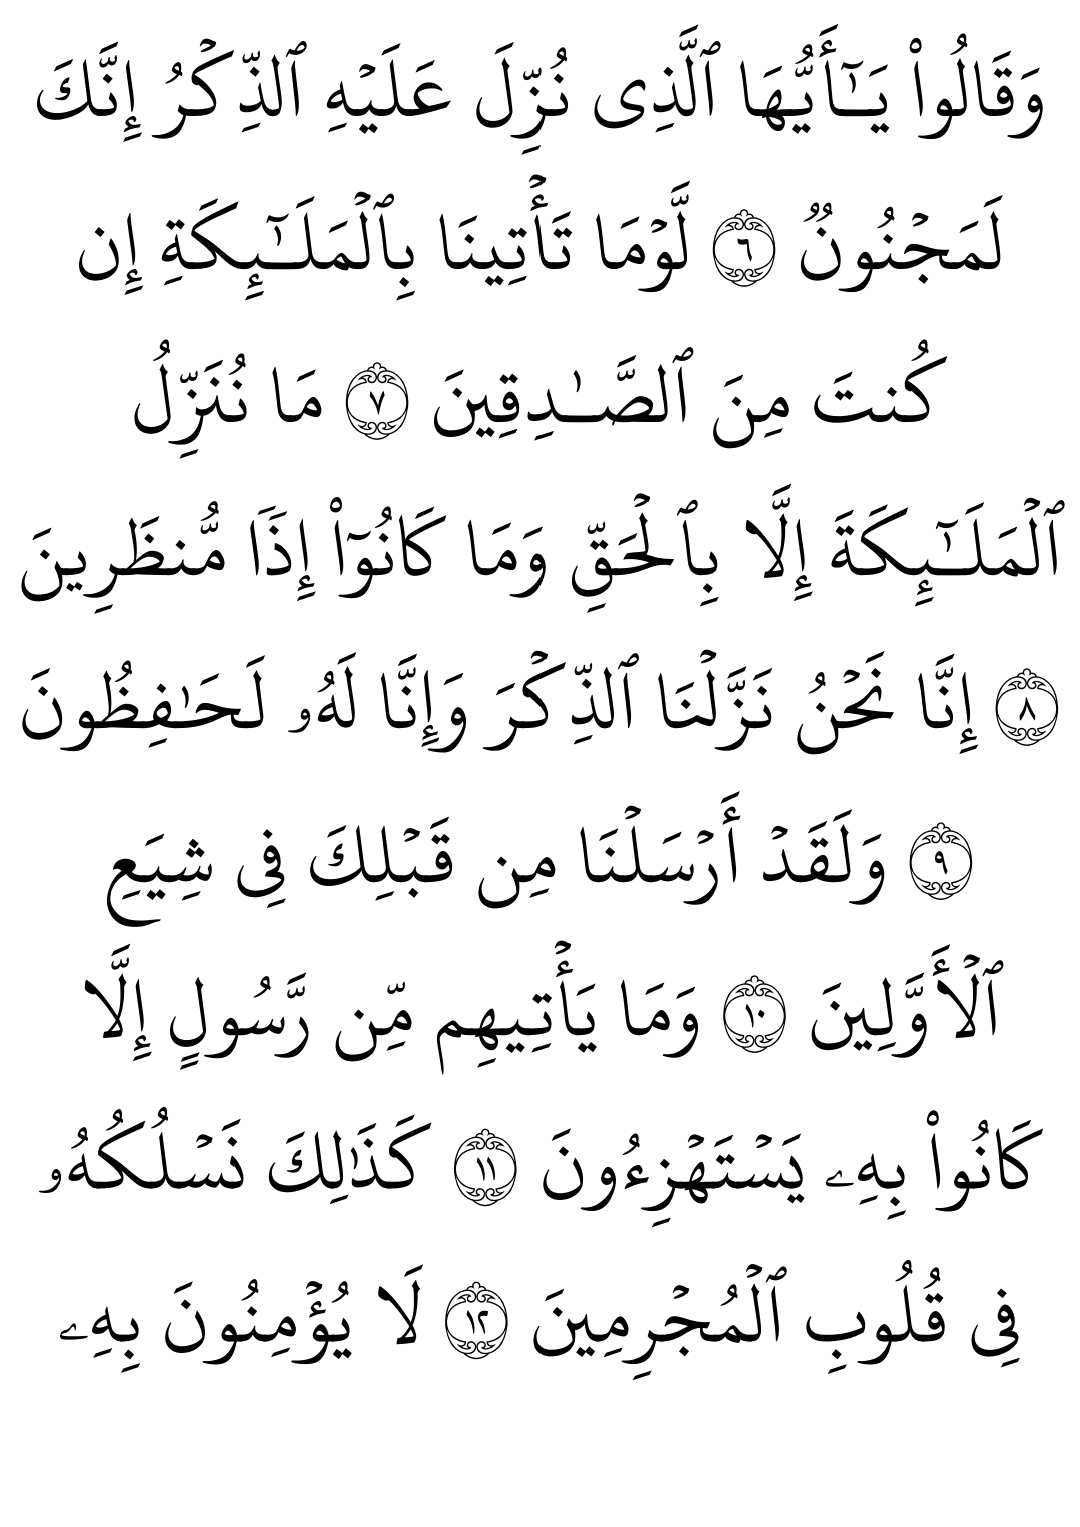 وَقَالُوا۟ يَـٰٓأَيُّهَا ٱلَّذِى نُزِّلَ عَلَيْهِ ٱلذِّكْرُ إِنَّكَ
لَمَجْنُونٌ ٦ لَّوْمَا تَأْتِينَا بِٱلْمَلَـٰٓئِكَةِ إِن
كُنتَ مِنَ ٱلصَّـٰدِقِينَ ٧ مَا نُنَزِّلُ
ٱلْمَلَـٰٓئِكَةَ إِلَّا بِٱلْحَقِّ وَمَا كَانُوٓا۟ إِذًا مُّنظَرِينَ
٨ إِنَّا نَحْنُ نَزَّلْنَا ٱلذِّكْرَ وَإِنَّا لَهُۥ لَحَـٰفِظُونَ
٩ وَلَقَدْ أَرْسَلْنَا مِن قَبْلِكَ فِى شِيَعِ
ٱلْأَوَّلِينَ ١٠ وَمَا يَأْتِيهِم مِّن رَّسُولٍ إِلَّا
كَانُوا۟ بِهِۦ يَسْتَهْزِءُونَ ١١ كَذَٰلِكَ نَسْلُكُهُۥ
فِى قُلُوبِ ٱلْمُجْرِمِينَ ١٢ لَا يُؤْمِنُونَ بِهِۦ